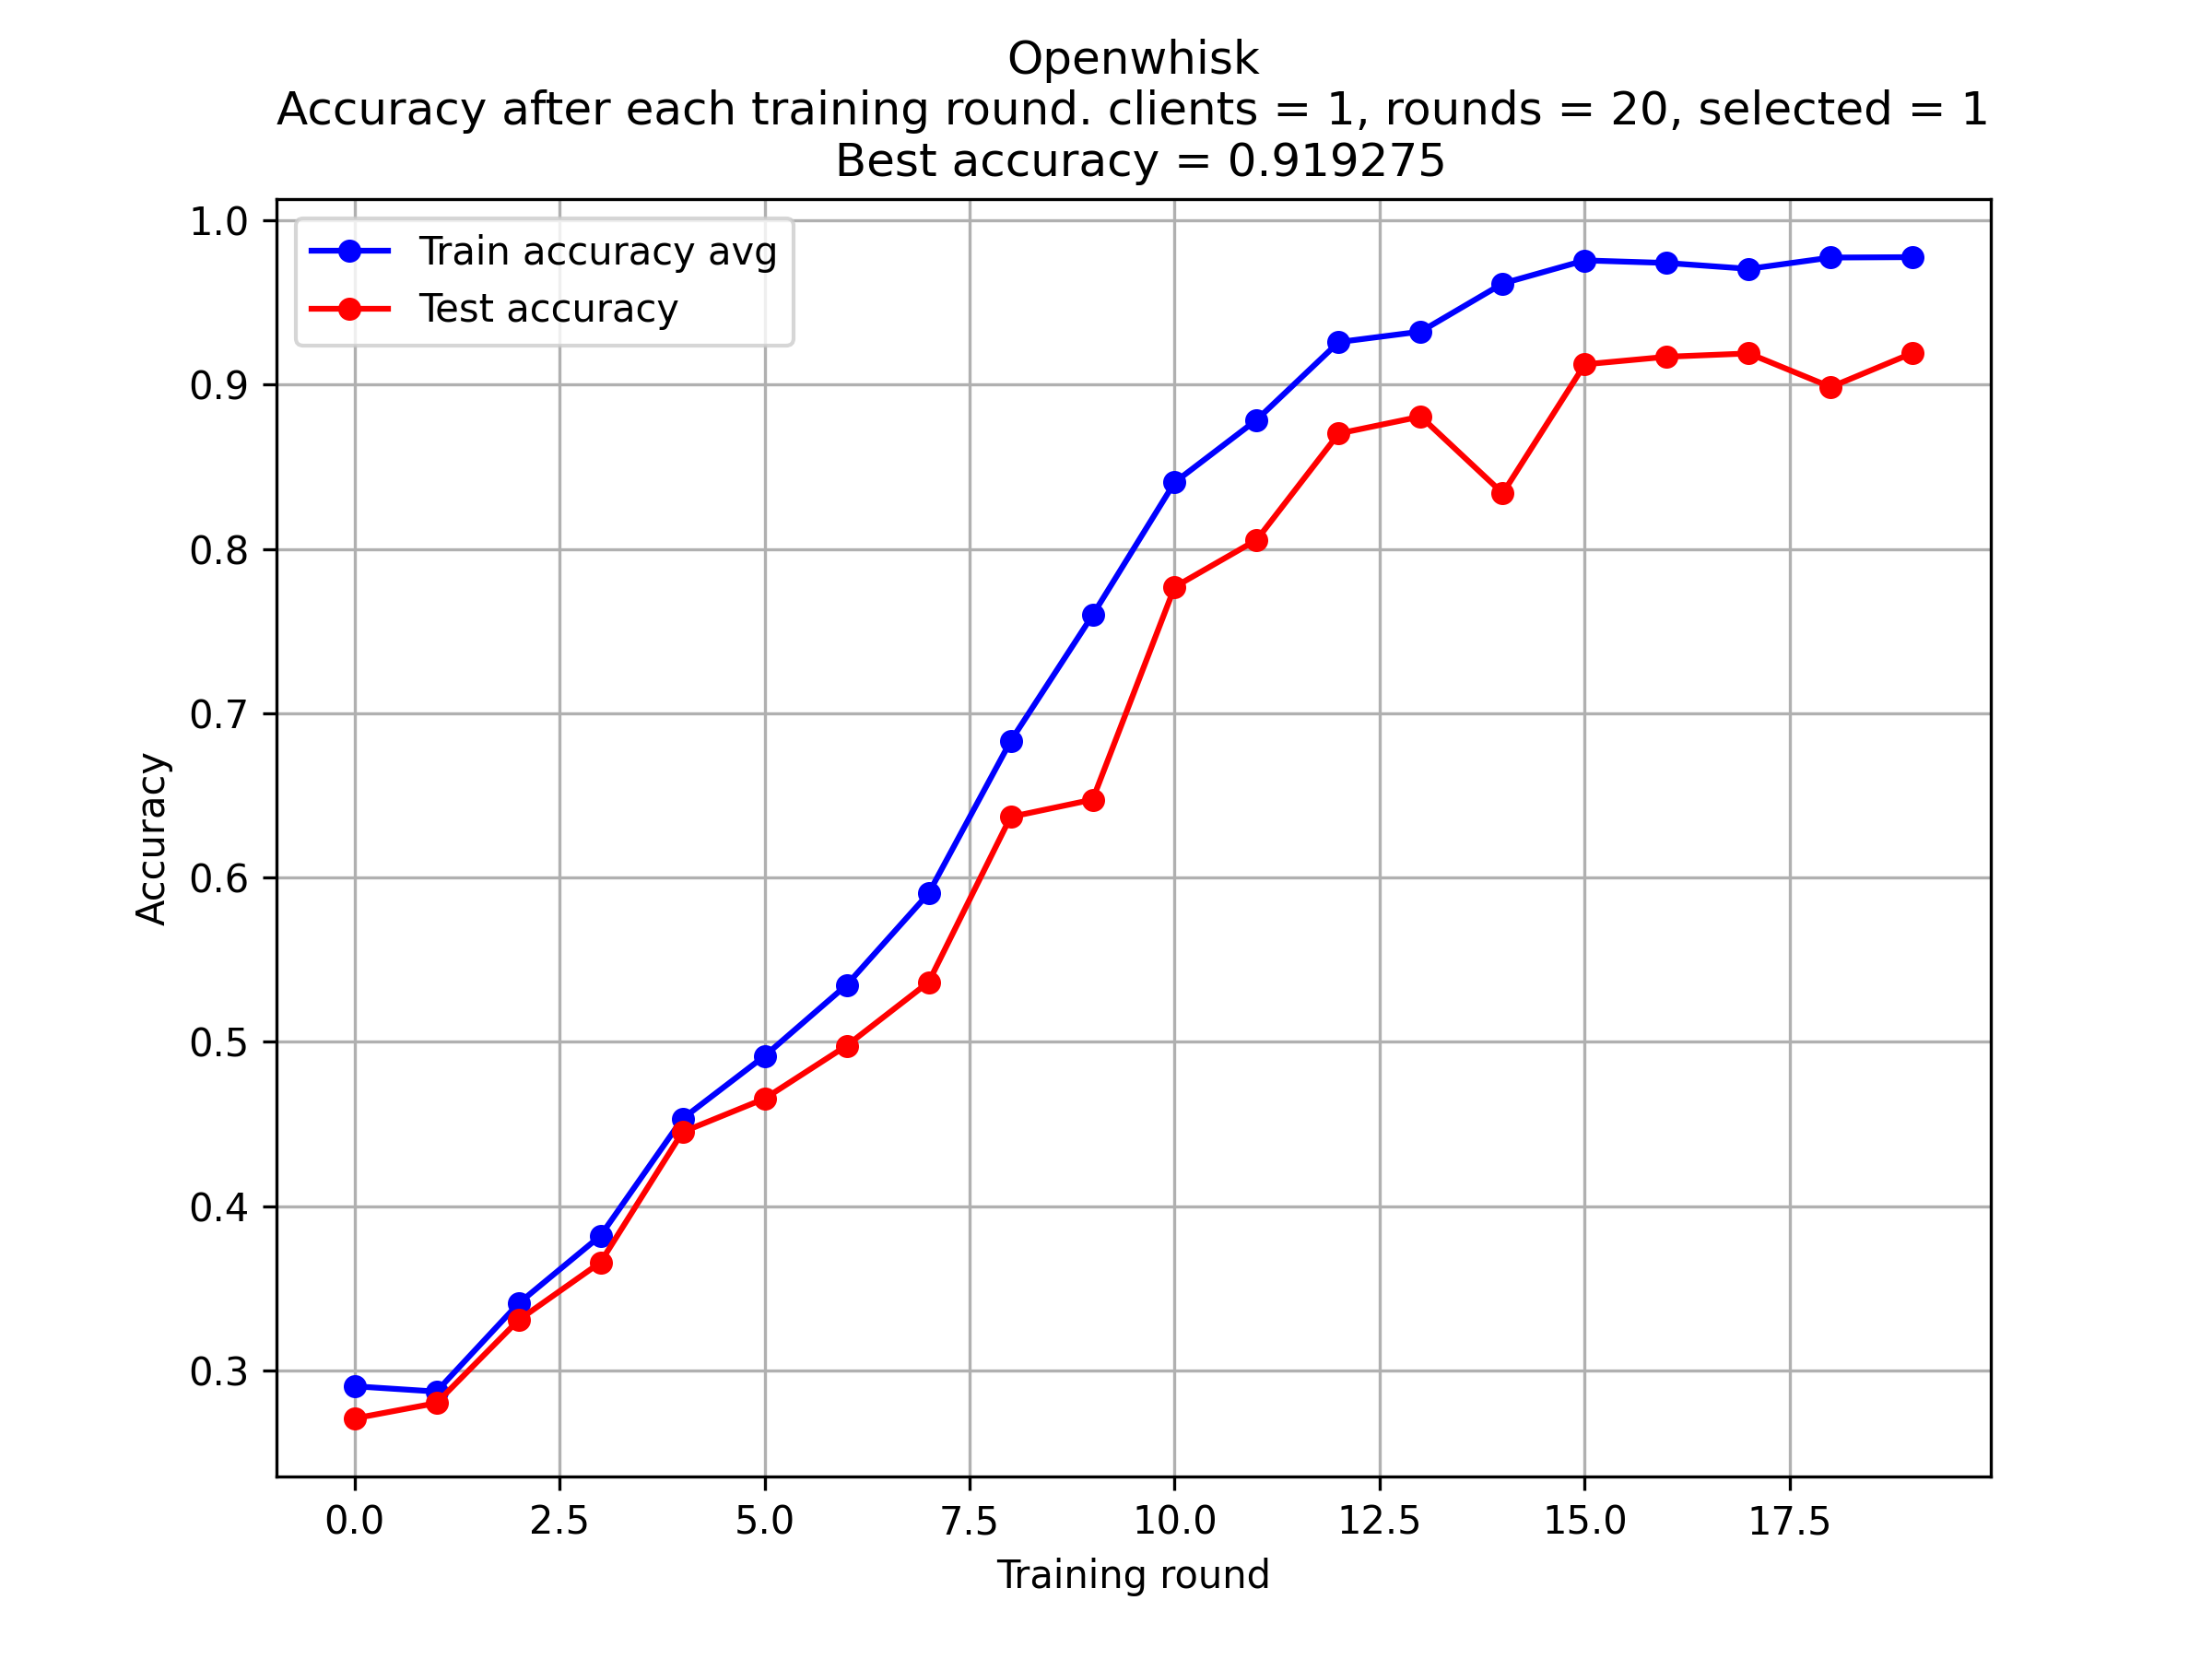 Openwhisk
Accuracy after each training round. clients = 1, rounds = 20, selected = 1
Best accuracy = 0.919275
Train accuracy avg
Test accuracy
1.0
0.9
0.8
0.7
0.6
0.5
0.4
0.3
Accuracy
0.0 2.5 5.0 7.5 10.0 12.5 15.0 17.5
Training round